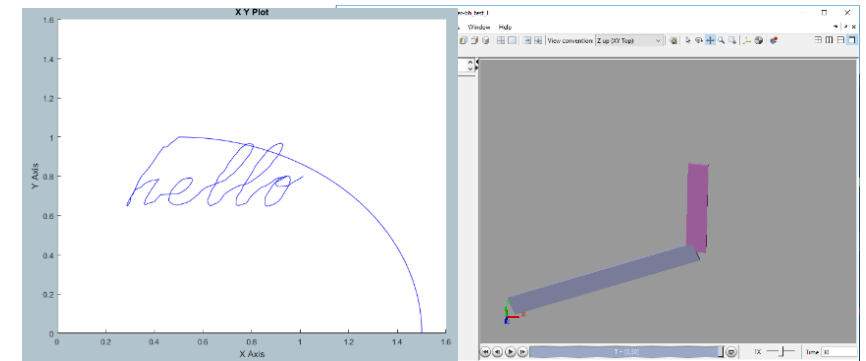 X Y Plot
1.6
1.4
1.2
1
0.8
0.6
0.4
0.2
0
0 0.2 0.4 0.6 0.8 1 1.2 1.4 1.6
X Axis
Y Axis
hello
Window Help
View convention: Z up (XY Top)
1X
Time 30